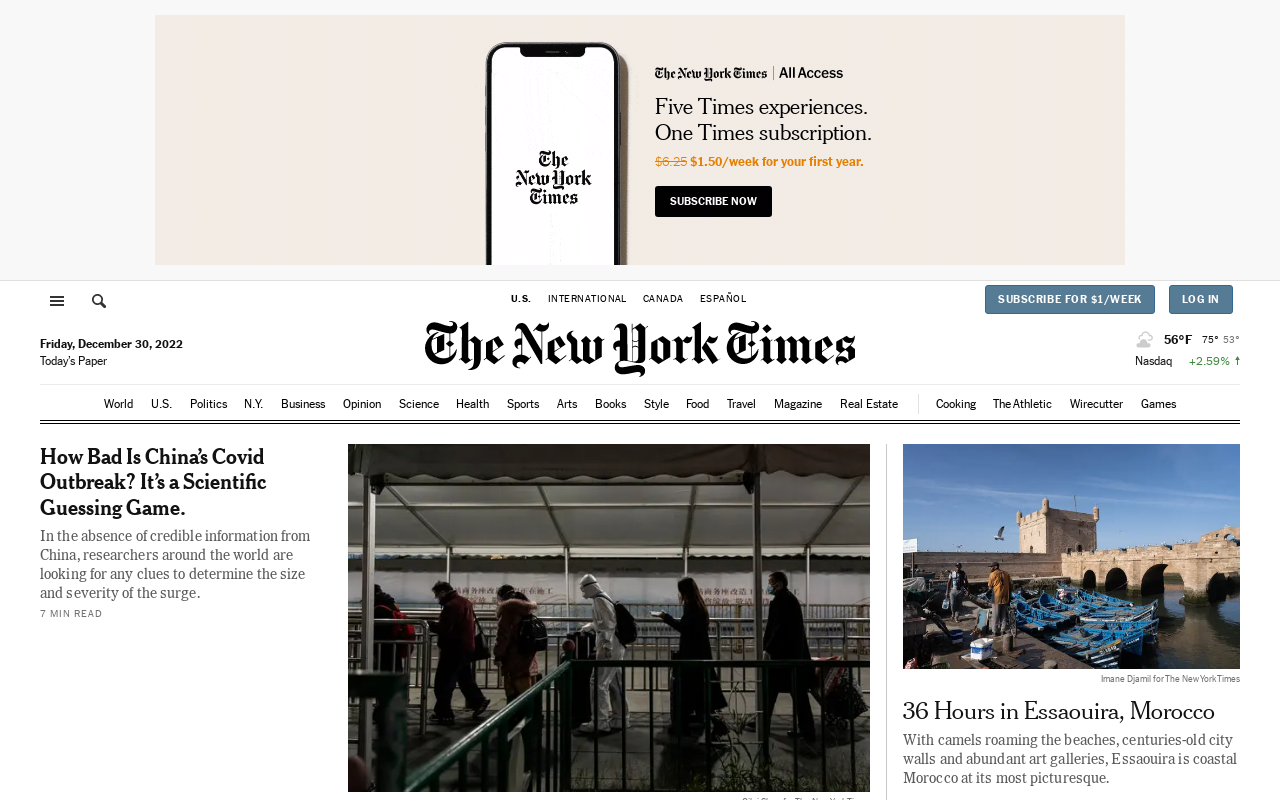 The New York Times | All Access
Five Times experiences.
One Times subscription.
$6.25 $1.50/week for your first year.
SUBSCRIBE NOW
The
New York
Times
U.S. INTERNATIONAL CANADA ESPAÑOL
SUBSCRIBE FOR $1/WEEK LOG IN
The New York Times
Friday, December 30, 2022
Today's Paper
56°F 75° 53°
Nasdaq +2.59% ↑
World U.S. Politics N.Y. Business Opinion Science Health Sports Arts Books Style Food Travel Magazine Real Estate Cooking The Athletic Wirecutter Games
How Bad Is China’s Covid
Outbreak? It’s a Scientific
Guessing Game.
In the absence of credible information from
China, researchers around the world are
looking for any clues to determine the size
and severity of the surge.
7 MIN READ
Imane Djamil for The New York Times
36 Hours in Essaouira, Morocco
With camels roaming the beaches, centuries-old city
walls and abundant art galleries, Essaouira is coastal
Morocco at its most picturesque.